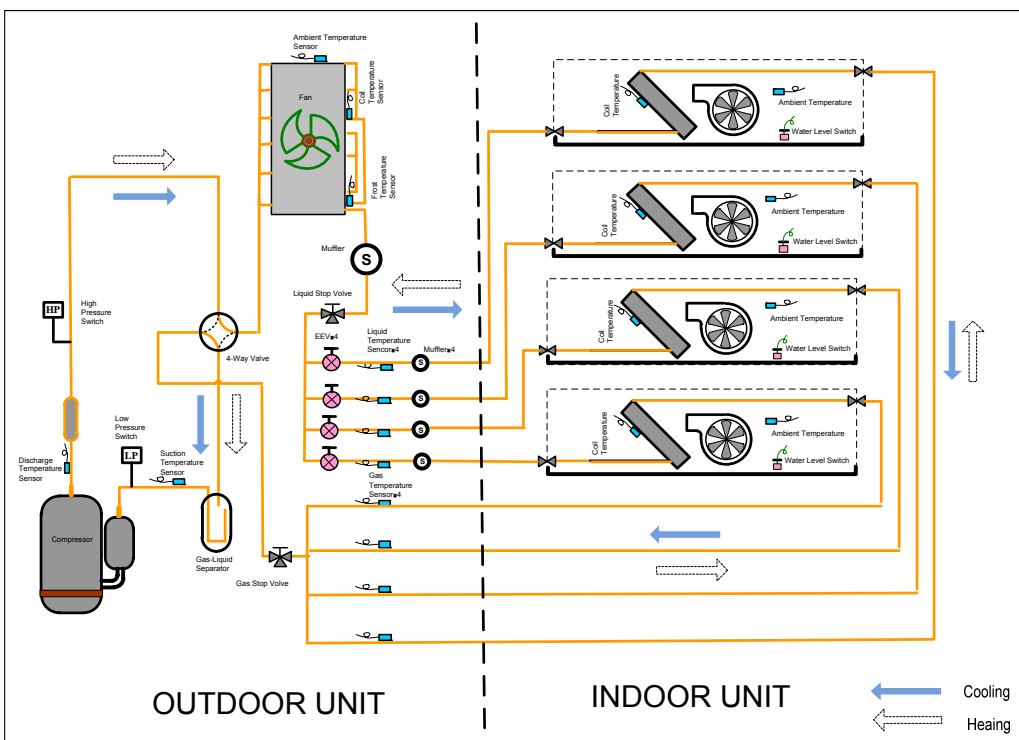 Ambient Temperature
Sensor
Fan
Coil
Temperature
Sensor
Frost
Temperature
Sensor
Muffler
S
Liquid Stop Volve
HP
High
Pressure
Switch
4-Way Valve
EEV×4
Liquid
Temperature
Sencor×4
Muffler×4
S
S
S
S
Low
Pressure
Switch
LP
Suction
Temperature
Sensor
Discharge
Temperature
Sensor
Gas
Temperature
Sensor×4
Compressor
Gas-Liquid
Separator
Gas Stop Volve
Coil
Temperature
Ambient Temperature
Water Level Switch
Coil
Temperature
Ambient Temperature
Water Level Switch
Coil
Temperature
Ambient Temperature
Water Level Switch
Coil
Temperature
Ambient Temperature
Water Level Switch
OUTDOOR UNIT
INDOOR UNIT
Cooling
Heaing